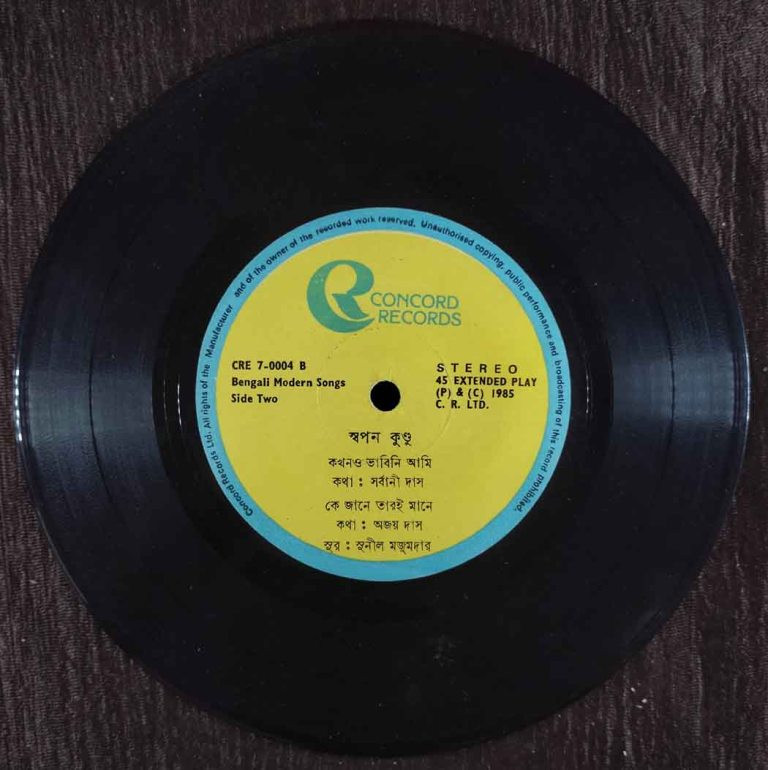 Concord Records Ltd. All rights of the Manufacturer and of the owner of the recorded work reserved. Unauthorised copying, public performance and broadcasting of this record prohibited.
CONCORD
RECORDS
CRE 7-0004 B
Bengali Modern Songs
Side Two
STEREO
45 EXTENDED PLAY
(P) & (C) 1985
C. R. LTD.
স্বপন কুণ্ডু
কখনও ভাবিনি আমি
কথা : সর্বানী দাস
কে জানে তারই মানে
কথা : অজয় দাস
সুর : সুনীল মজুমদার